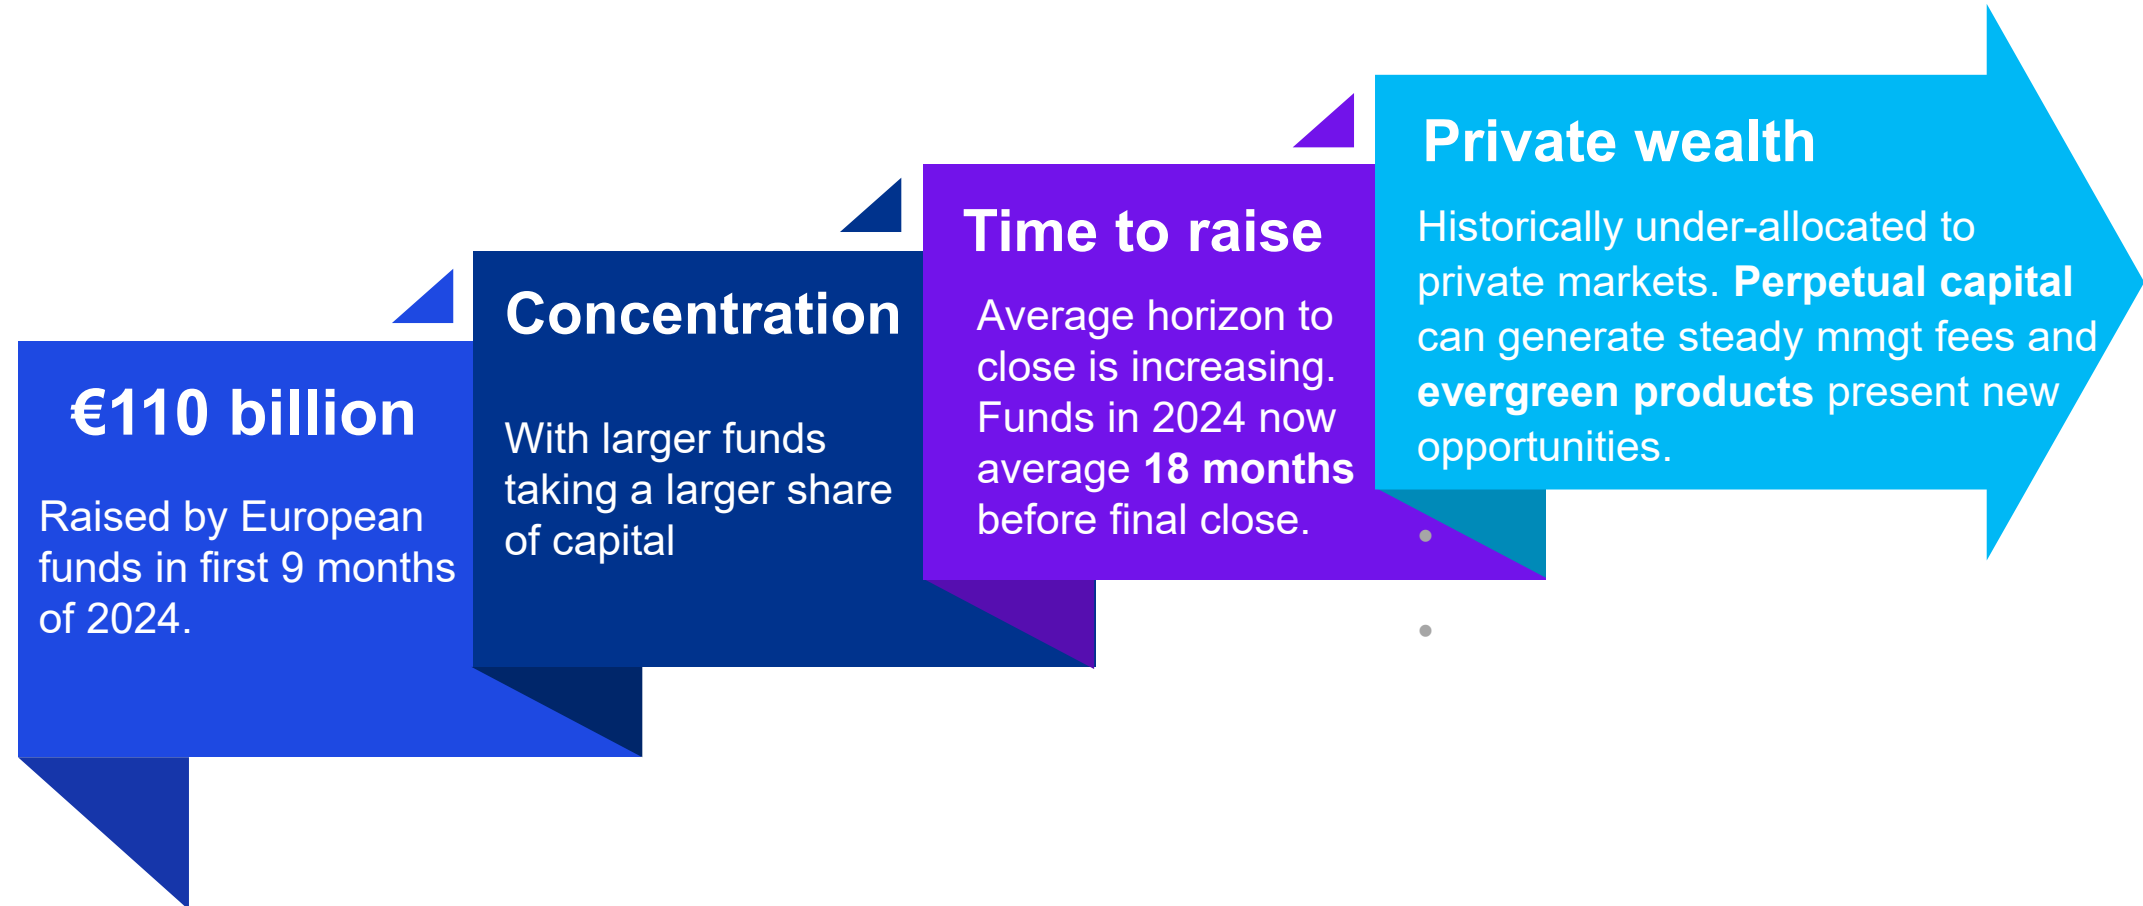 €110 billion
Raised by European
funds in first 9 months
of 2024.
Concentration
With larger funds
taking a larger share
of capital
Time to raise
Average horizon to
close is increasing.
Funds in 2024 now
average 18 months
before final close.
Private wealth
Historically under-allocated to
private markets. Perpetual capital
can generate steady mmgt fees and
evergreen products present new
opportunities.